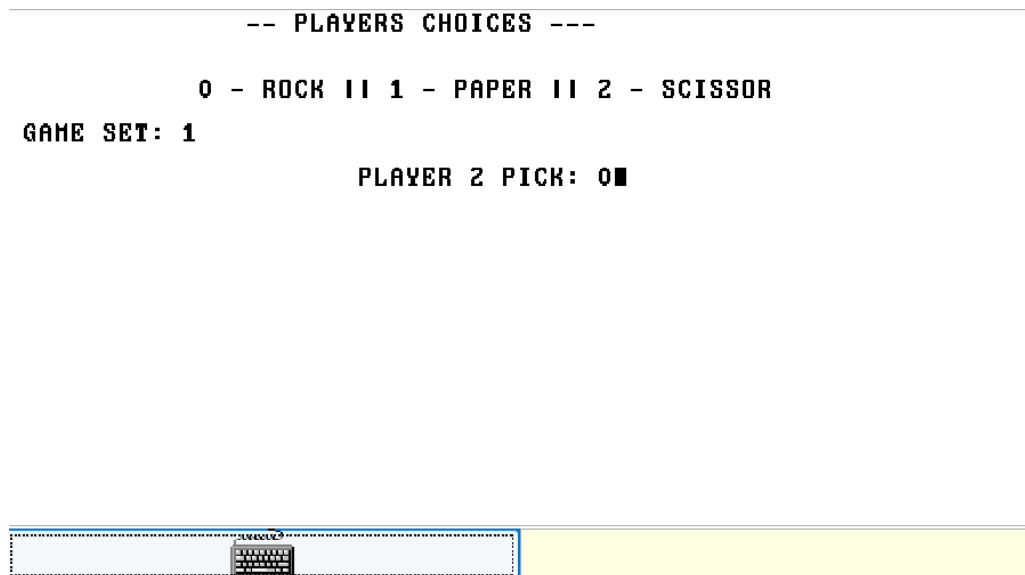 -- PLAYERS CHOICES ---
0 - ROCK || 1 - PAPER || 2 - SCISSOR
GAME SET: 1
PLAYER 2 PICK: 0